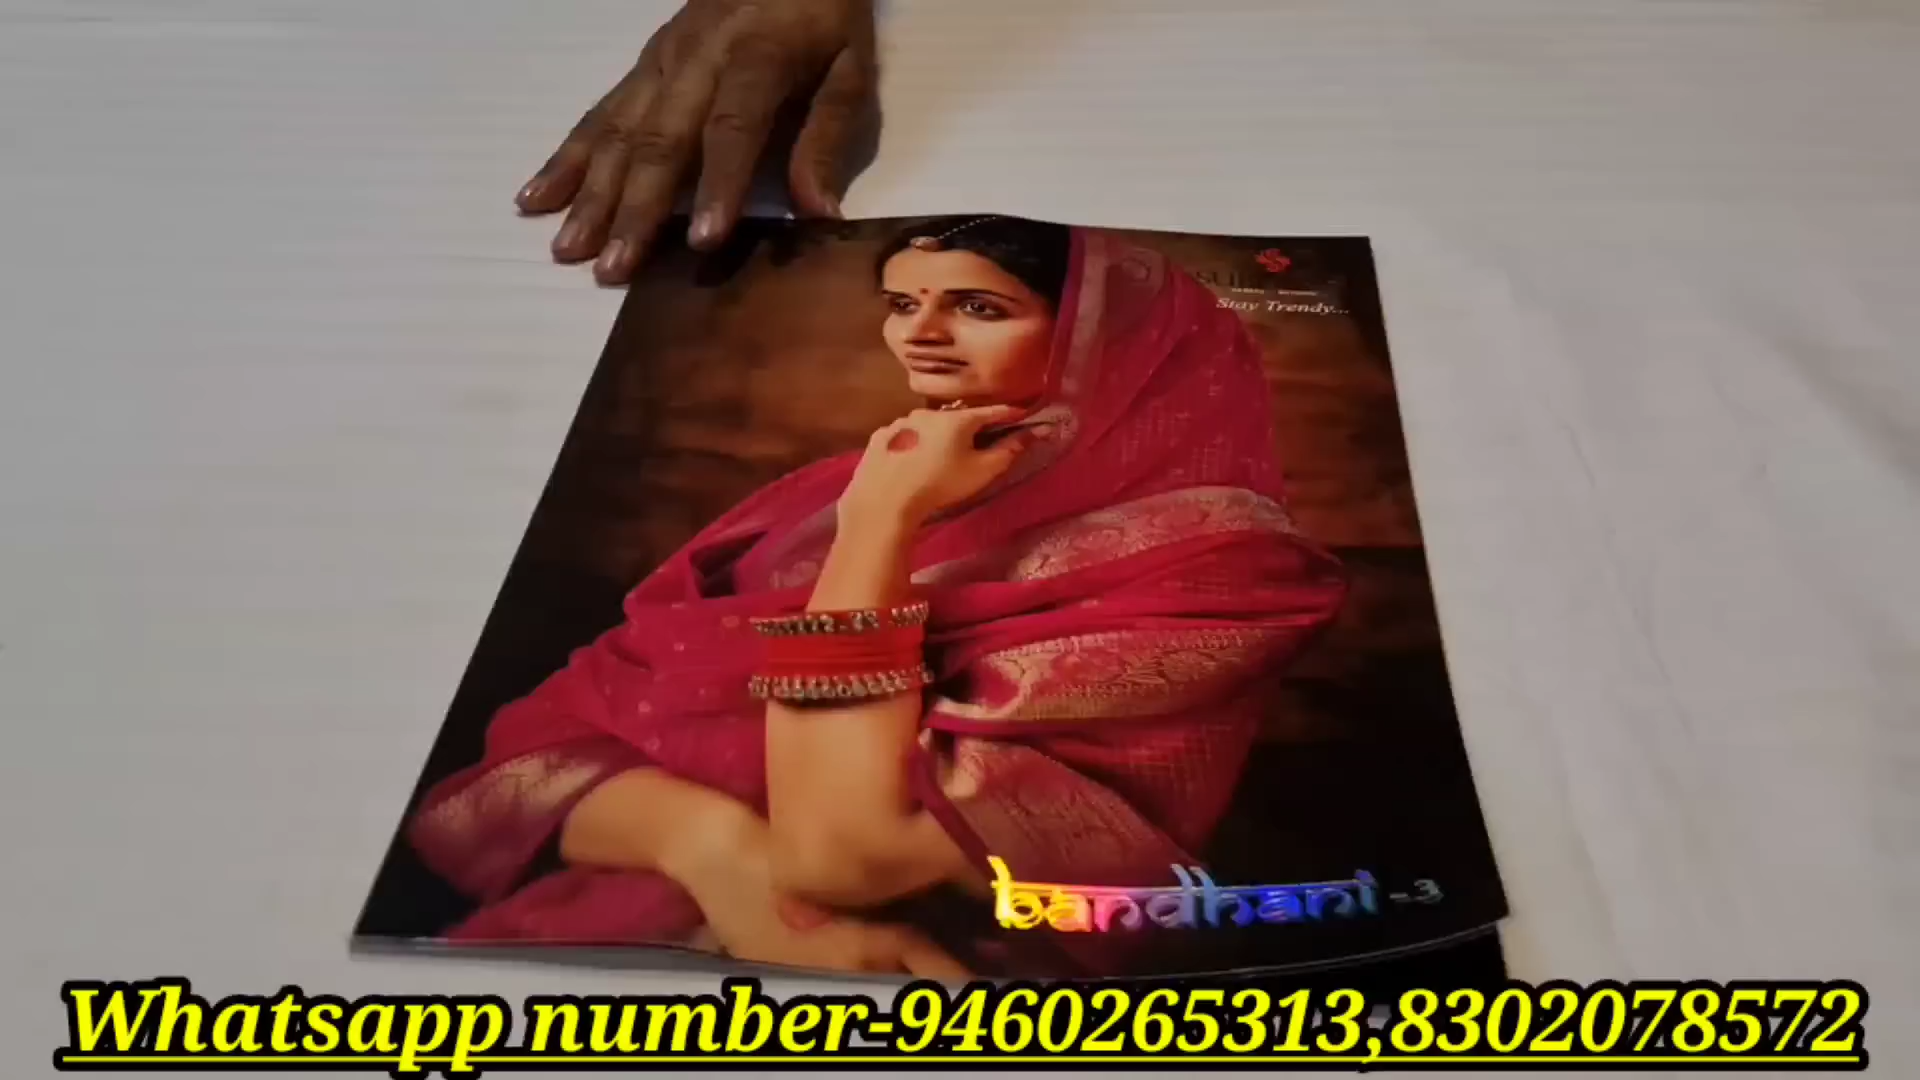 Stay Trendy...
bandhani - 3
Whatsapp number-9460265313,8302078572